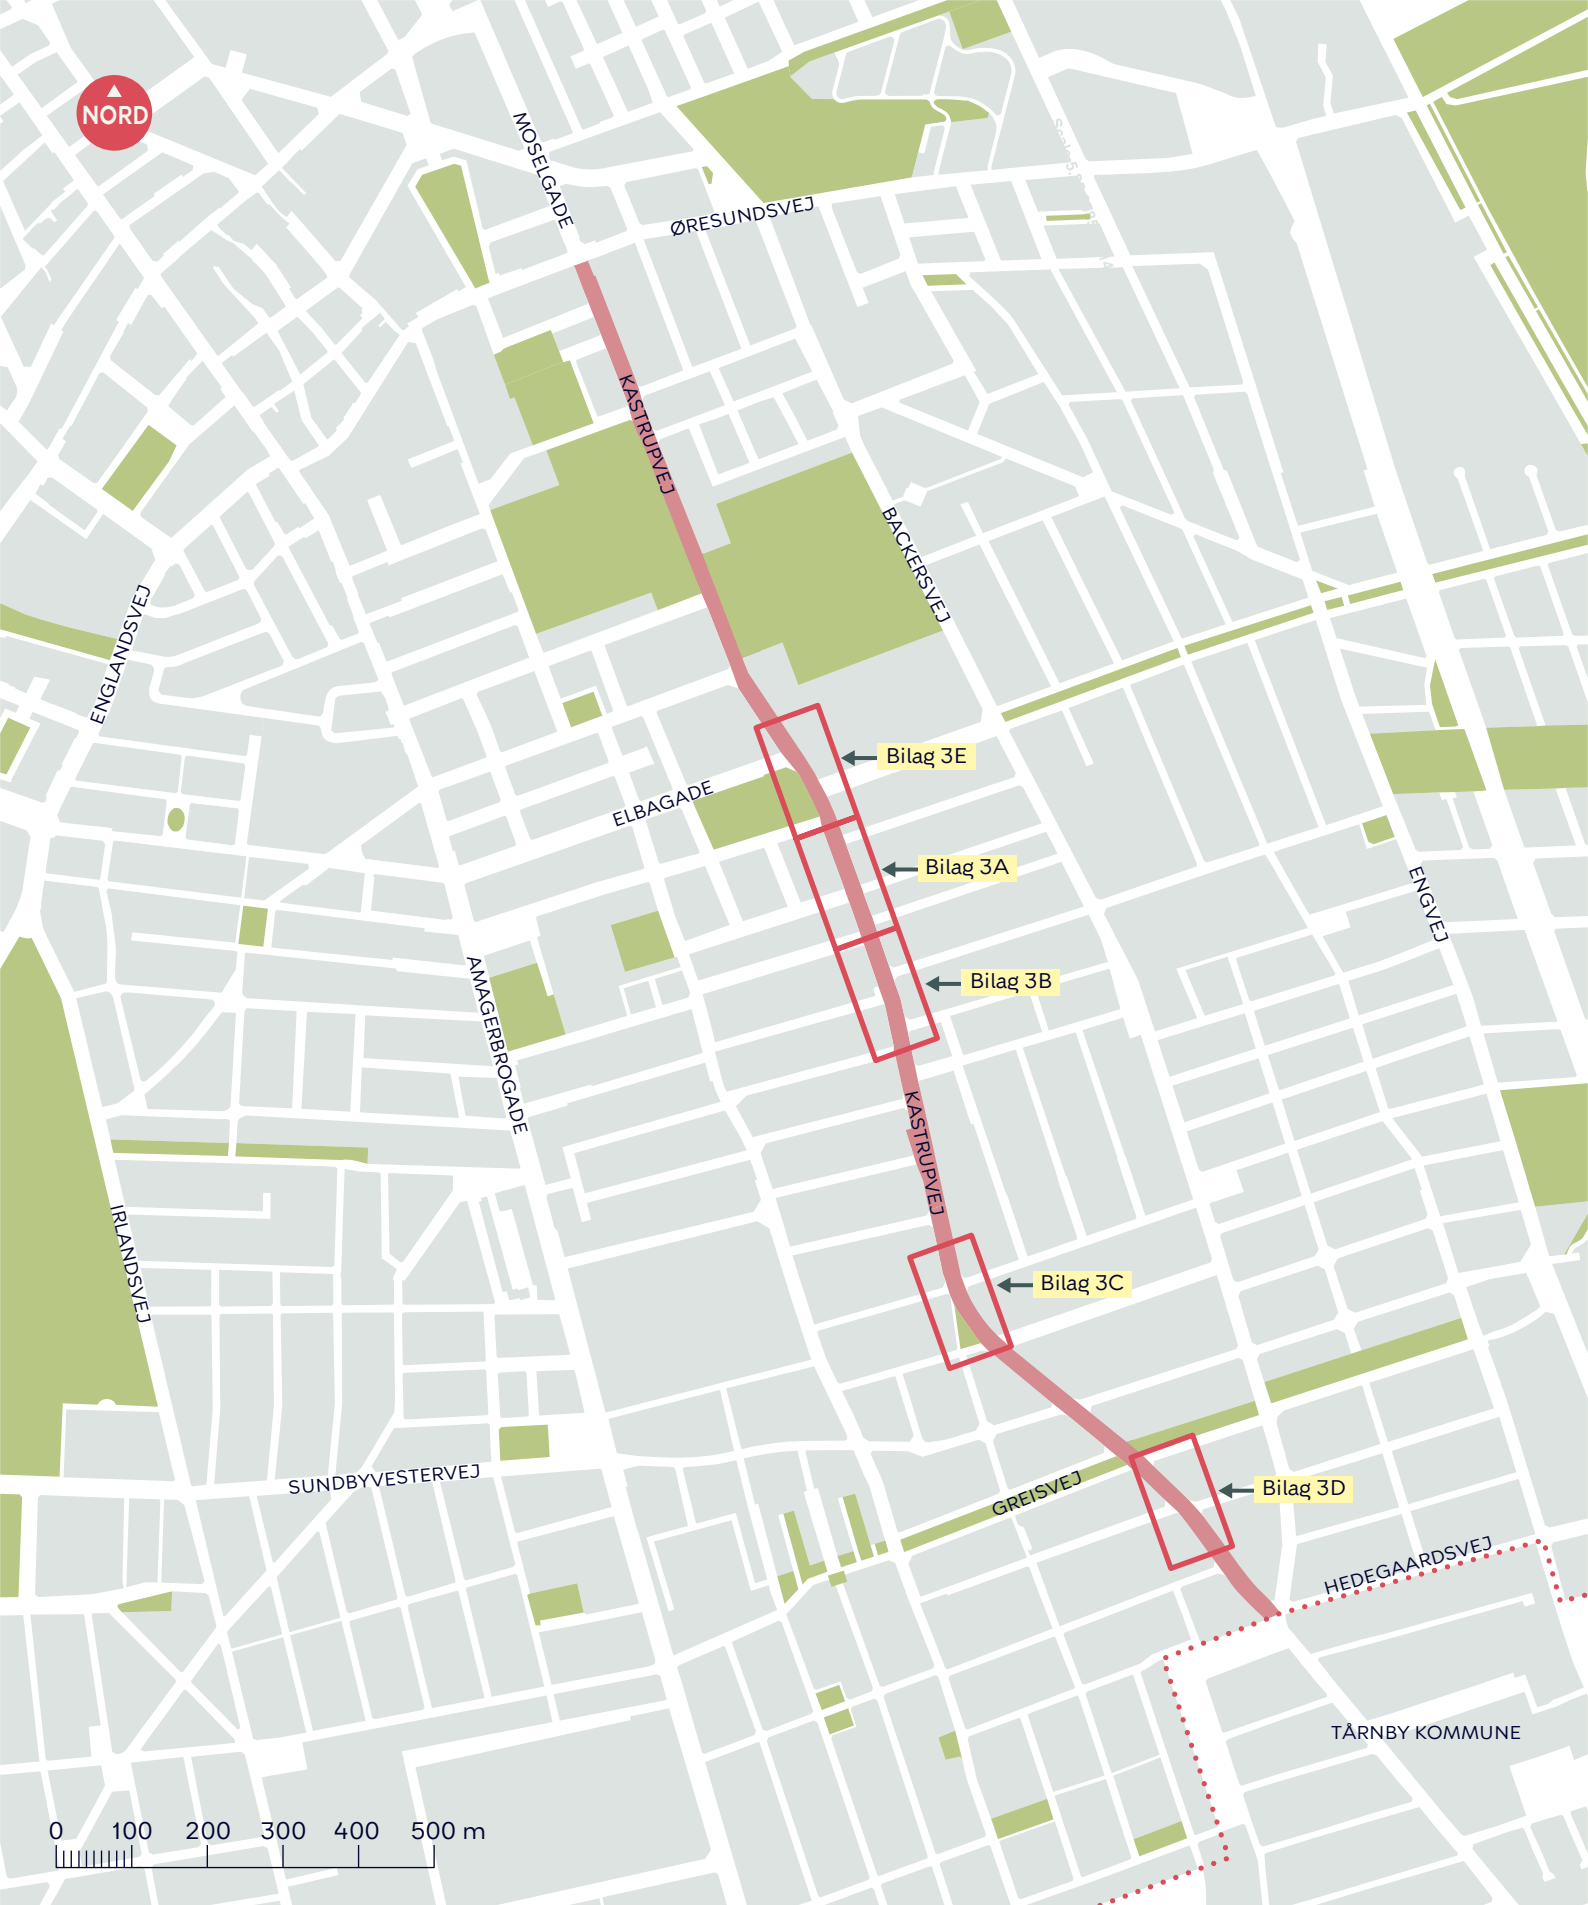 NORD
MOSELGADE
ØRESUNDSVEJ
KASTRUPVEJ
BACKERSVEJ
ENGLANDSVEJ
Bilag 3E
ELBAGADE
Bilag 3A
ENGVEJ
Bilag 3B
AMAGERBROGADE
KASTRUPVEJ
IRLANDSVEJ
Bilag 3C
SUNDBYVESTERVEJ
GREISVEJ
Bilag 3D
HEDEGAARDSVEJ
TÅRNBY KOMMUNE
0 100 200 300 400 500 m